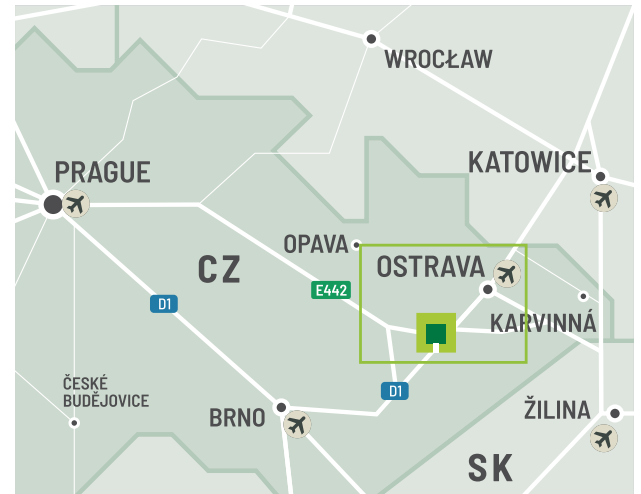 WROCŁAW
PRAGUE
KATOWICE
OPAVA
CZ
OSTRAVA
E442
D1
KARVINNÁ
ČESKÉ
BUDĚJOVICE
D1
BRNO
ŽILINA
SK